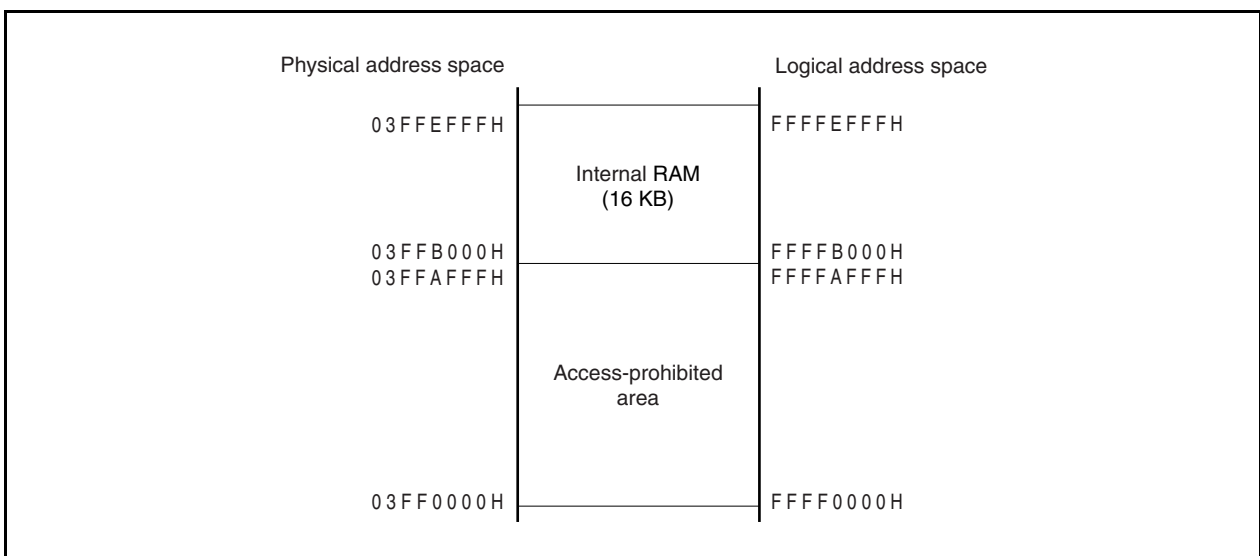 Physical address space
Logical address space
03FFEFFFH
FFFFEFFFH
Internal RAM
(16 KB)
03FFB000H
FFFFB000H
03FFAFFFH
FFFFAFFFH
Access-prohibited
area
03FF0000H
FFFF0000H